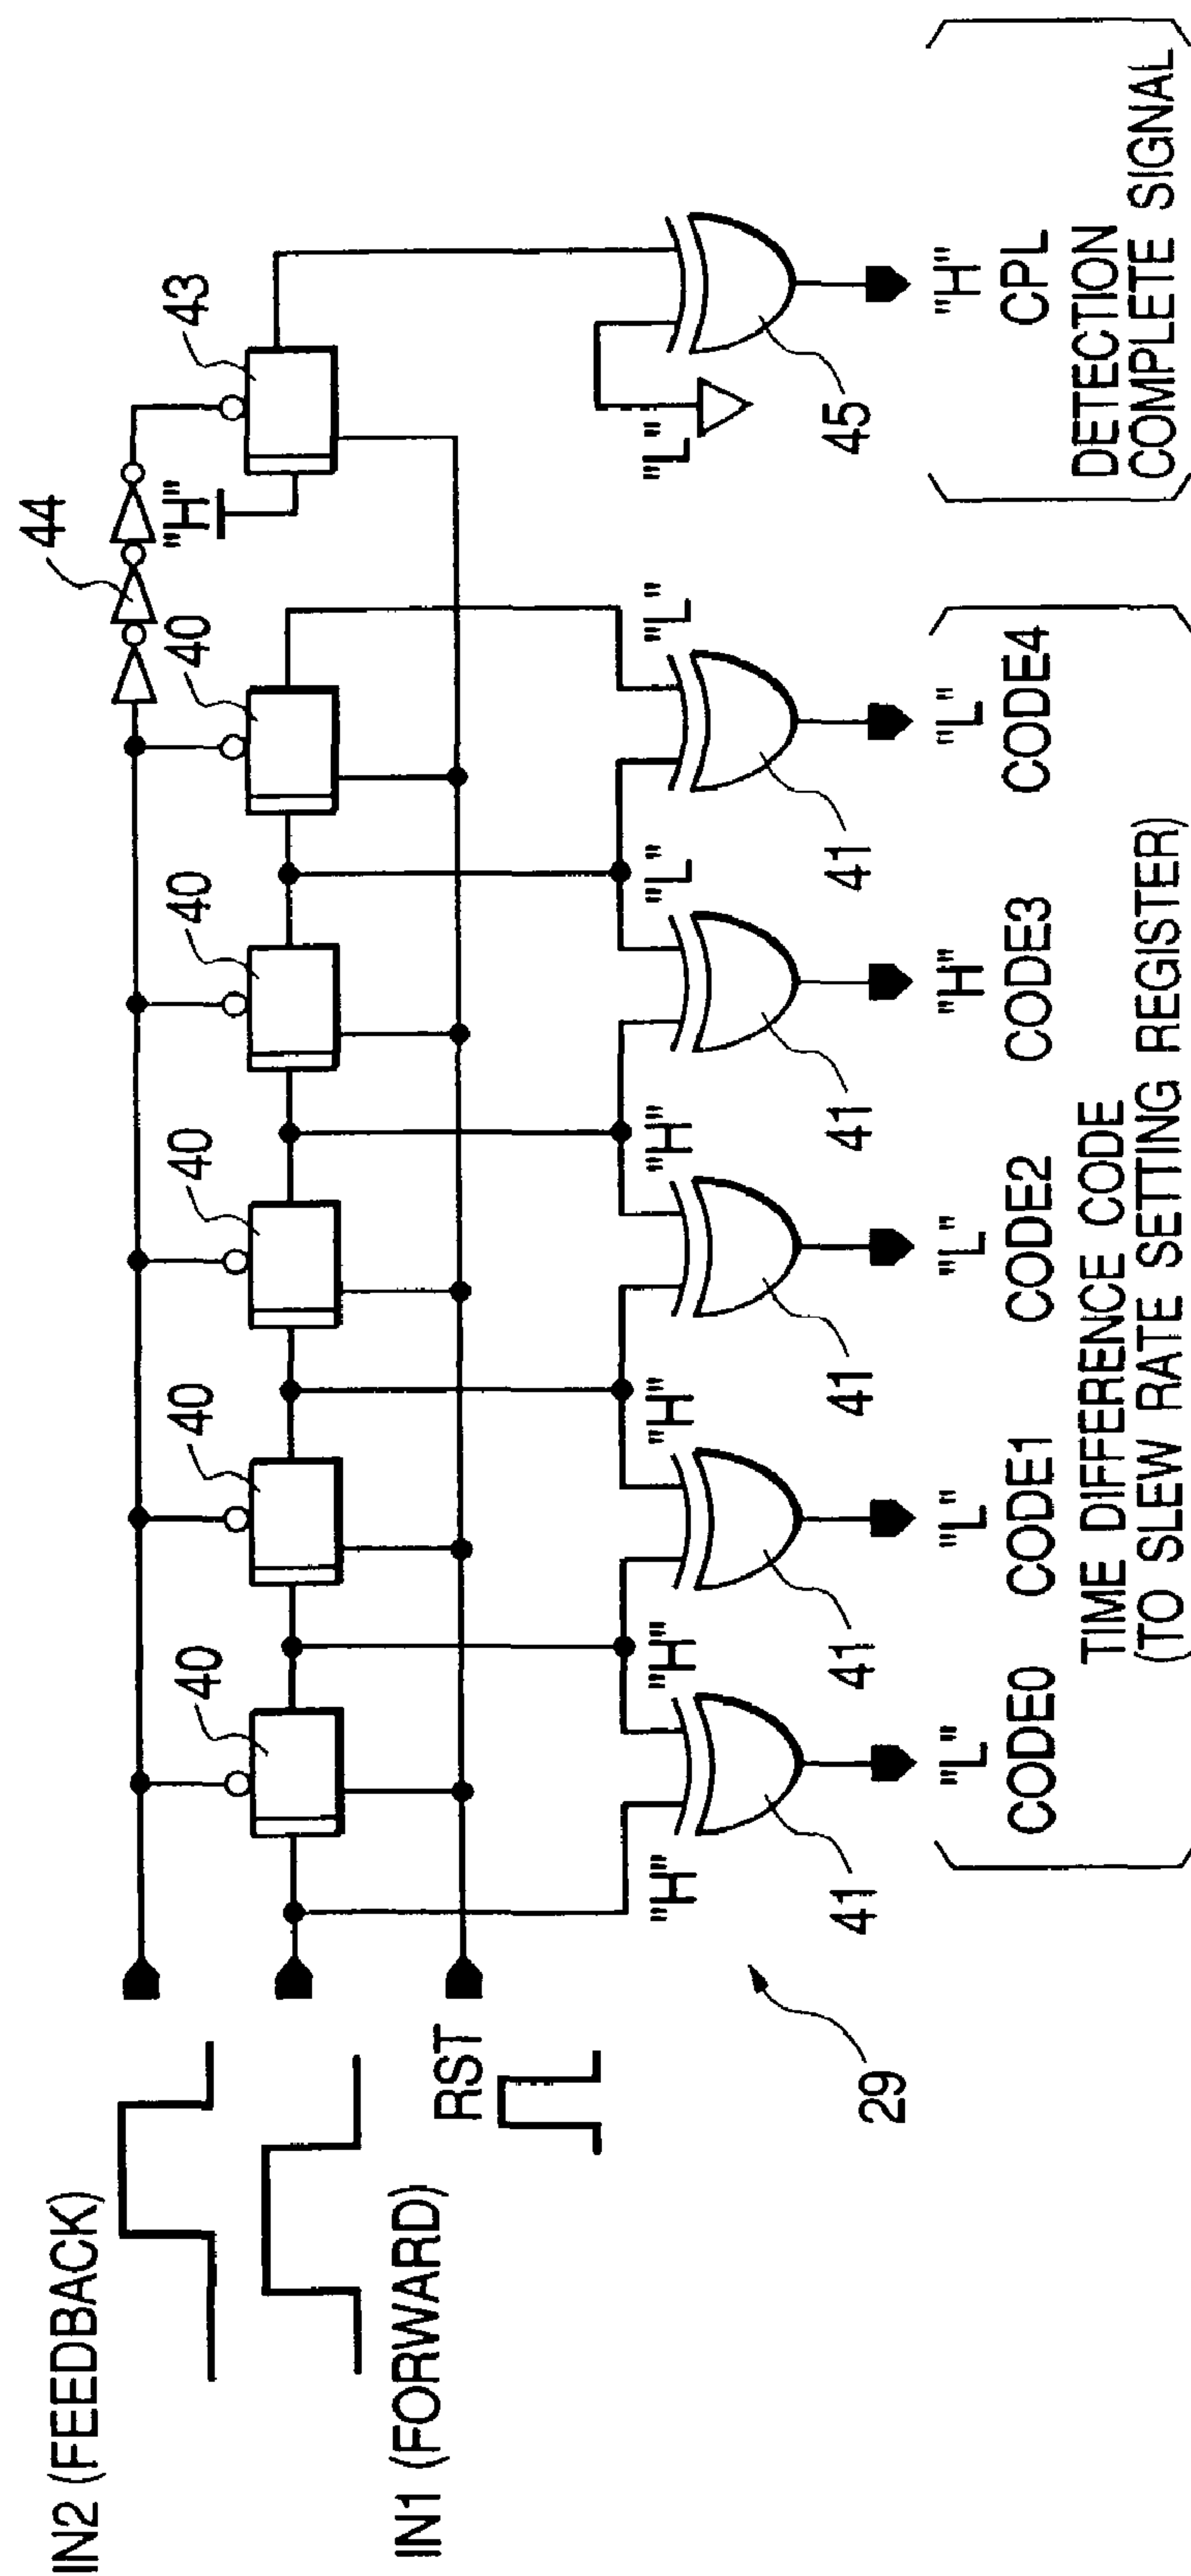 IN2 (FEEDBACK)
IN1 (FORWARD)
RST
29
40
40
40
40
40
44
43
"H"
"H"
"H"
"H"
"H"
"L"
"L"
"L"
41
41
41
41
41
45
"L"
"L"
"L"
"H"
"L"
"H"
CODE0
CODE1
CODE2
CODE3
CODE4
CPL
TIME DIFFERENCE CODE
(TO SLEW RATE SETTING REGISTER)
DETECTION
COMPLETE SIGNAL